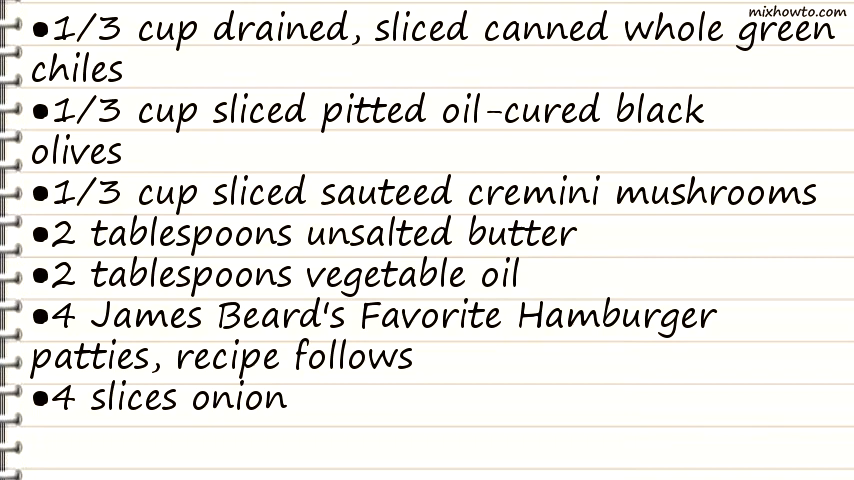 mixhowto.com
•1/3 cup drained, sliced canned whole green
chiles
•1/3 cup sliced pitted oil-cured black
olives
•1/3 cup sliced sauteed cremini mushrooms
•2 tablespoons unsalted butter
•2 tablespoons vegetable oil
•4 James Beard's Favorite Hamburger
patties, recipe follows
•4 slices onion